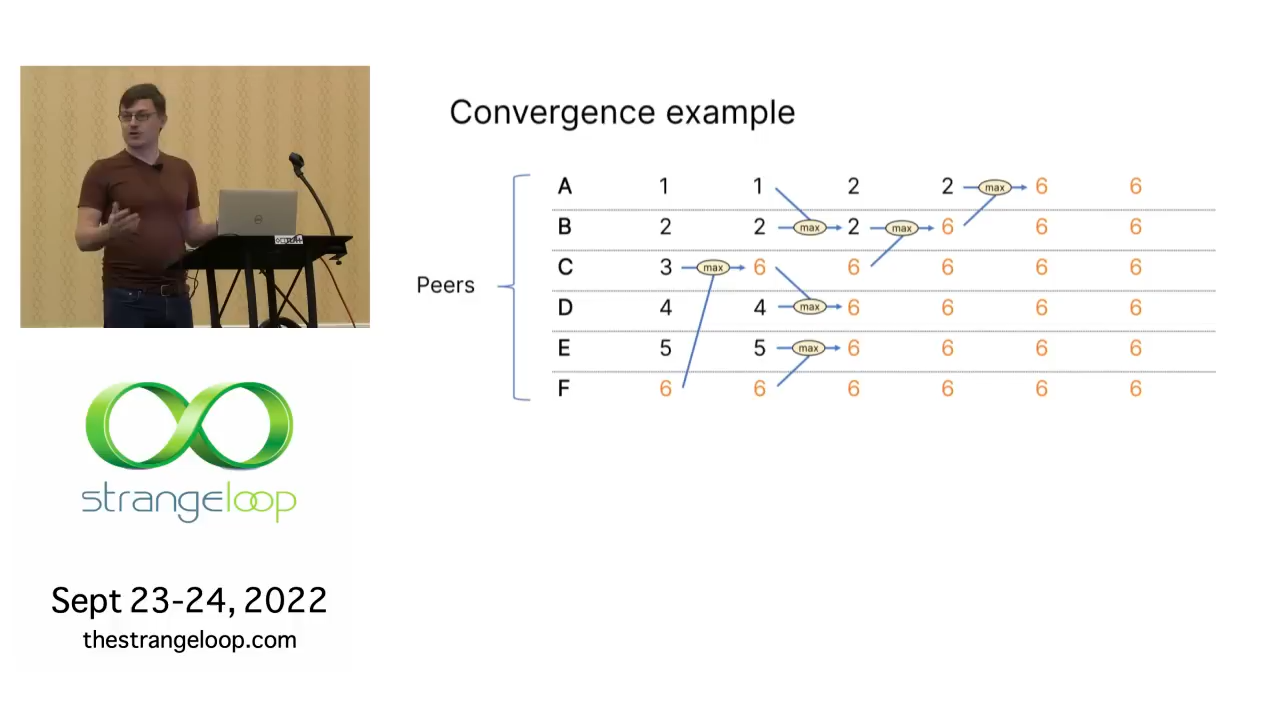 Convergence example
Peers
A 1 1 2 2 max 6 6
B 2 2 max 2 max 6 6 6
C 3 max 6 6 6 6 6
D 4 4 max 6 6 6 6
E 5 5 max 6 6 6 6
F 6 6 6 6 6 6
strangeloop
Sept 23-24, 2022
thestrangeloop.com